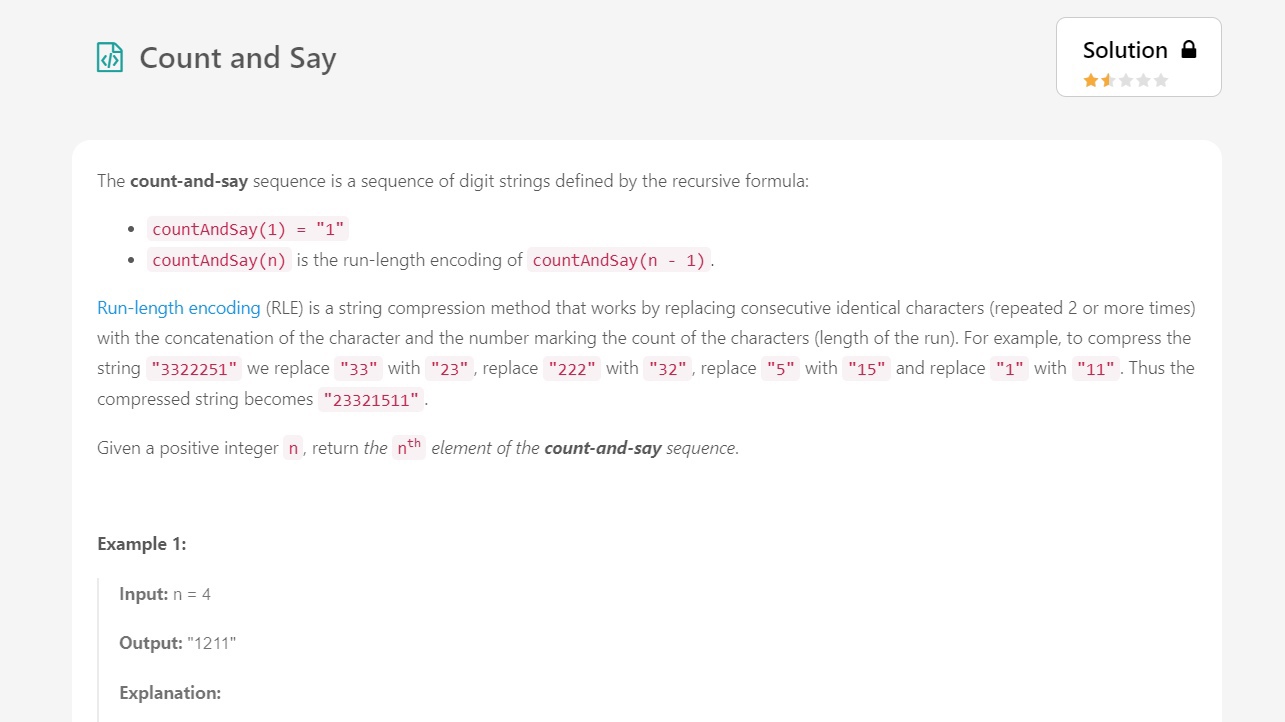 Count and Say
Solution
The count-and-say sequence is a sequence of digit strings defined by the recursive formula:
countAndSay(1) = "1"
countAndSay(n) is the run-length encoding of countAndSay(n - 1).
Run-length encoding (RLE) is a string compression method that works by replacing consecutive identical characters (repeated 2 or more times)
with the concatenation of the character and the number marking the count of the characters (length of the run). For example, to compress the
string "3322251" we replace "33" with "23", replace "222" with "32", replace "5" with "15" and replace "1" with "11". Thus the
compressed string becomes "23321511".
Given a positive integer n, return the nth element of the count-and-say sequence.
Example 1:
Input: n = 4
Output: "1211"
Explanation: